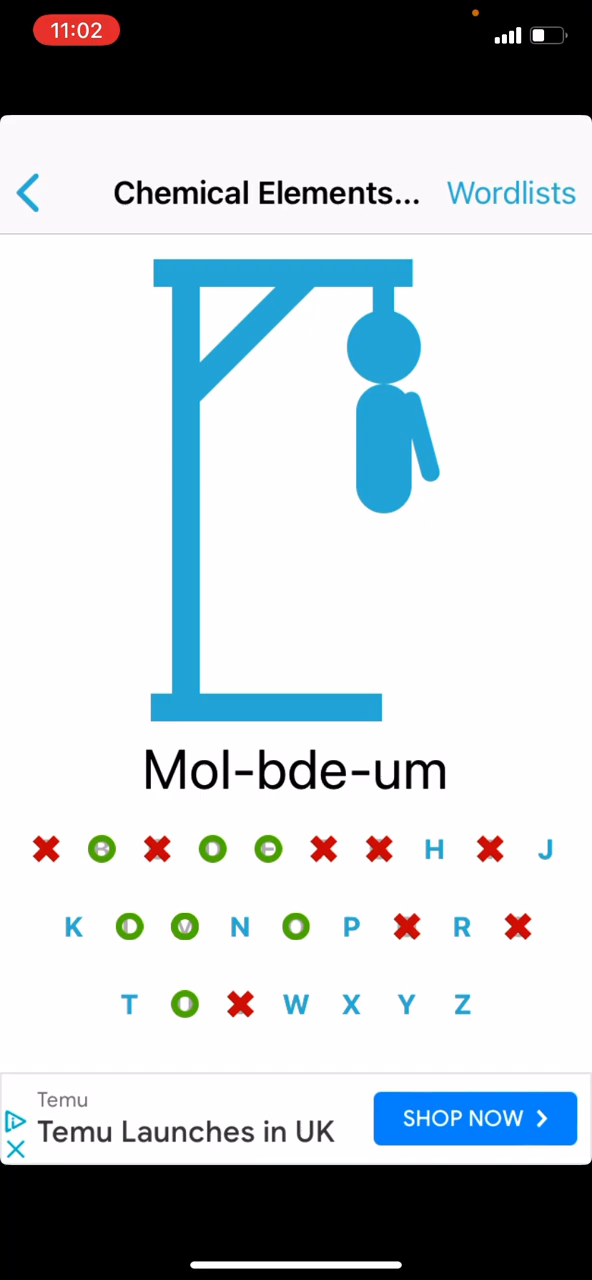 11:02
Chemical Elements... Wordlists
Mol-bde-um
B D E H J
K L M N O P R
T U W X Y Z
Temu
Temu Launches in UK
SHOP NOW